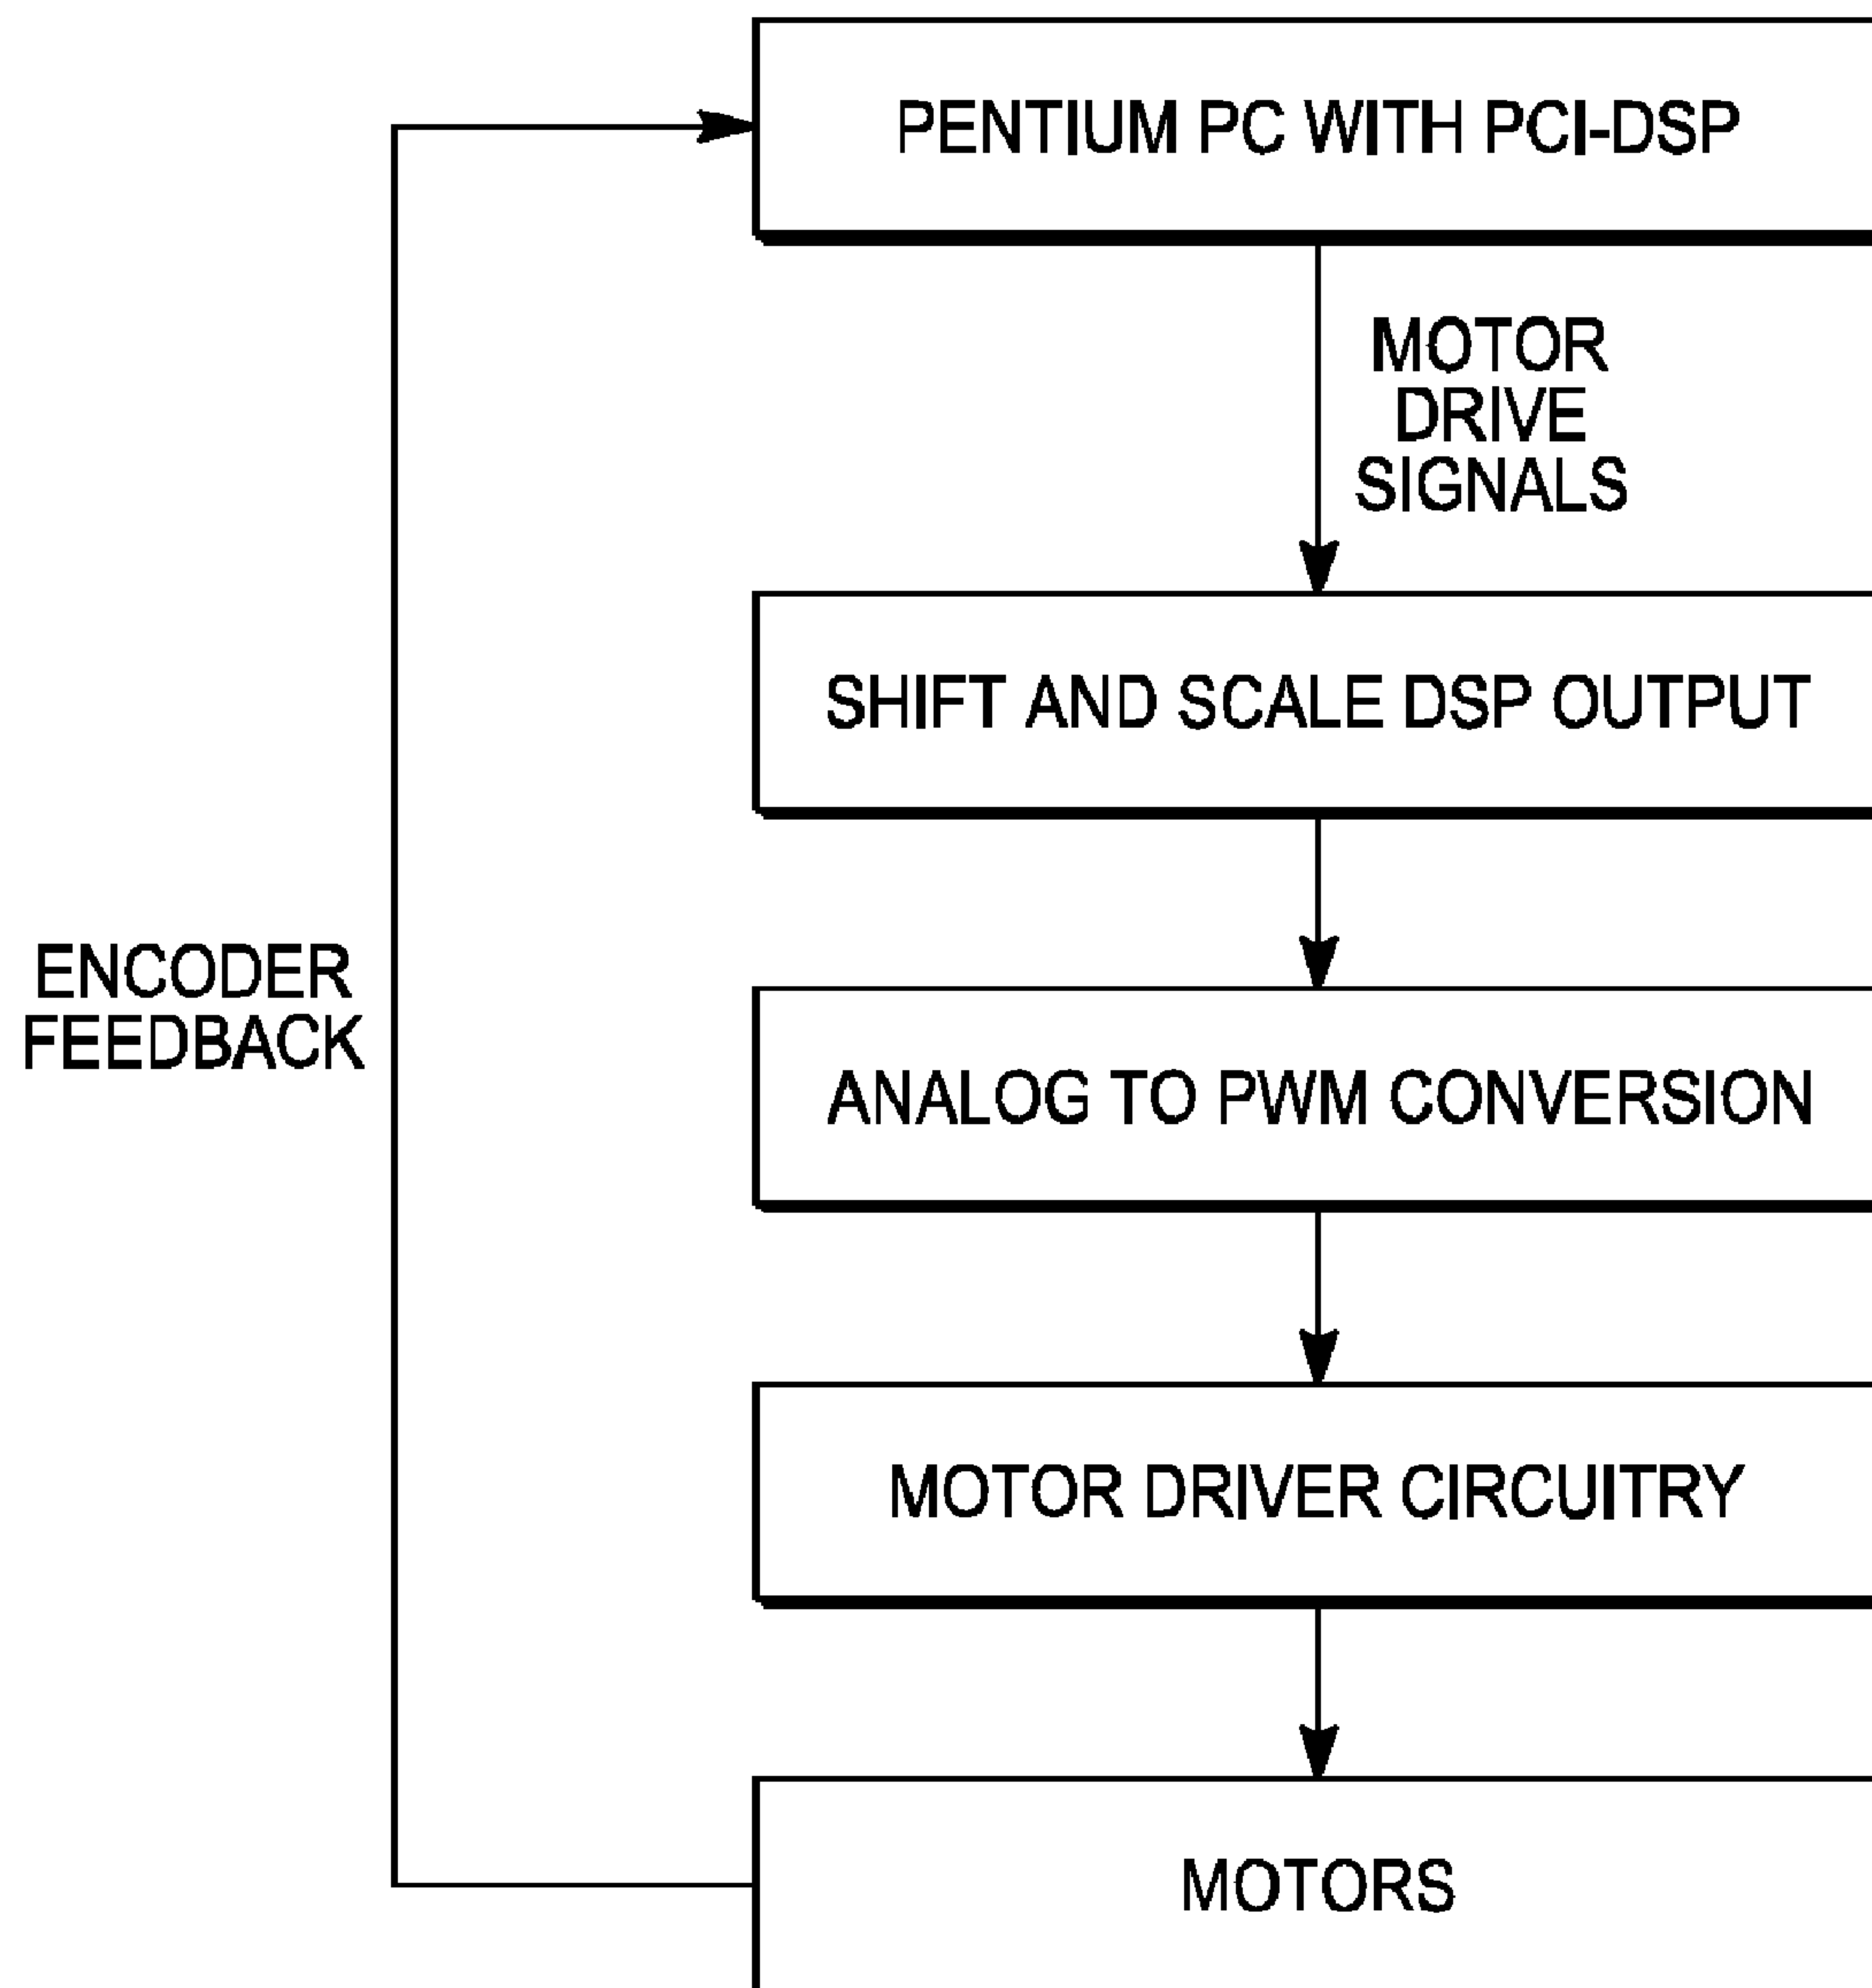 PENTIUM PC WITH PCI-DSP
MOTOR
DRIVE
SIGNALS
SHIFT AND SCALE DSP OUTPUT
ENCODER
FEEDBACK
ANALOG TO PWM CONVERSION
MOTOR DRIVER CIRCUITRY
MOTORS